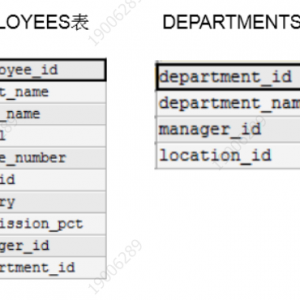 LOYEES表
DEPARTMENTS
oyee_id
t_name
_name
l
e_number
id
ry
ission_pct
ger_id
rtment_id
department_id
department_nam
manager_id
location_id
19006289
19006289